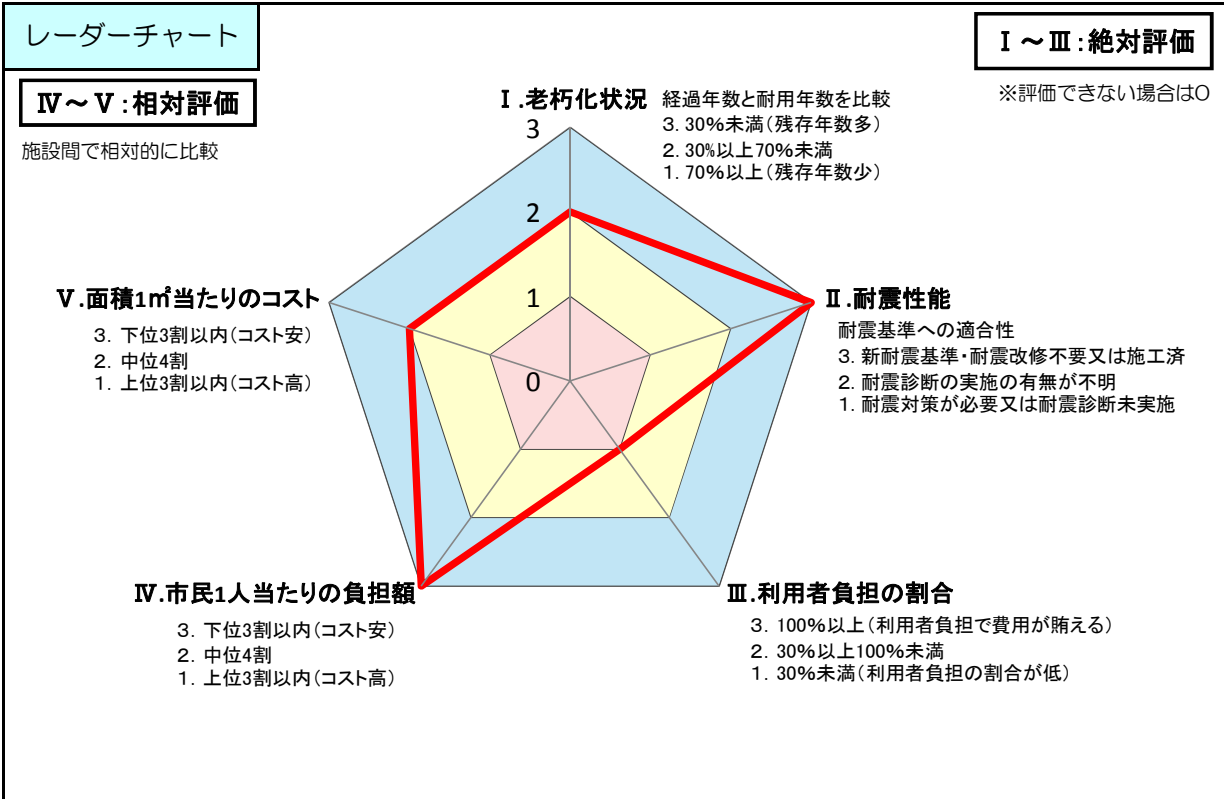 レーダーチャート
Ⅰ～Ⅲ:絶対評価
※評価できない場合は0
Ⅳ～Ⅴ:相対評価
施設間で相対的に比較
Ⅰ.老朽化状況 経過年数と耐用年数を比較
3. 30%未満(残存年数多)
2. 30%以上70%未満
1. 70%以上(残存年数少)
3
2
1
0
Ⅱ.耐震性能
耐震基準への適合性
3. 新耐震基準・耐震改修不要又は施工済
2. 耐震診断の実施の有無が不明
1. 耐震対策が必要又は耐震診断未実施
Ⅴ.面積1㎡当たりのコスト
3. 下位3割以内(コスト安)
2. 中位4割
1. 上位3割以内(コスト高)
Ⅳ.市民1人当たりの負担額
3. 下位3割以内(コスト安)
2. 中位4割
1. 上位3割以内(コスト高)
Ⅲ.利用者負担の割合
3. 100%以上(利用者負担で費用が賄える)
2. 30%以上100%未満
1. 30%未満(利用者負担の割合が低)